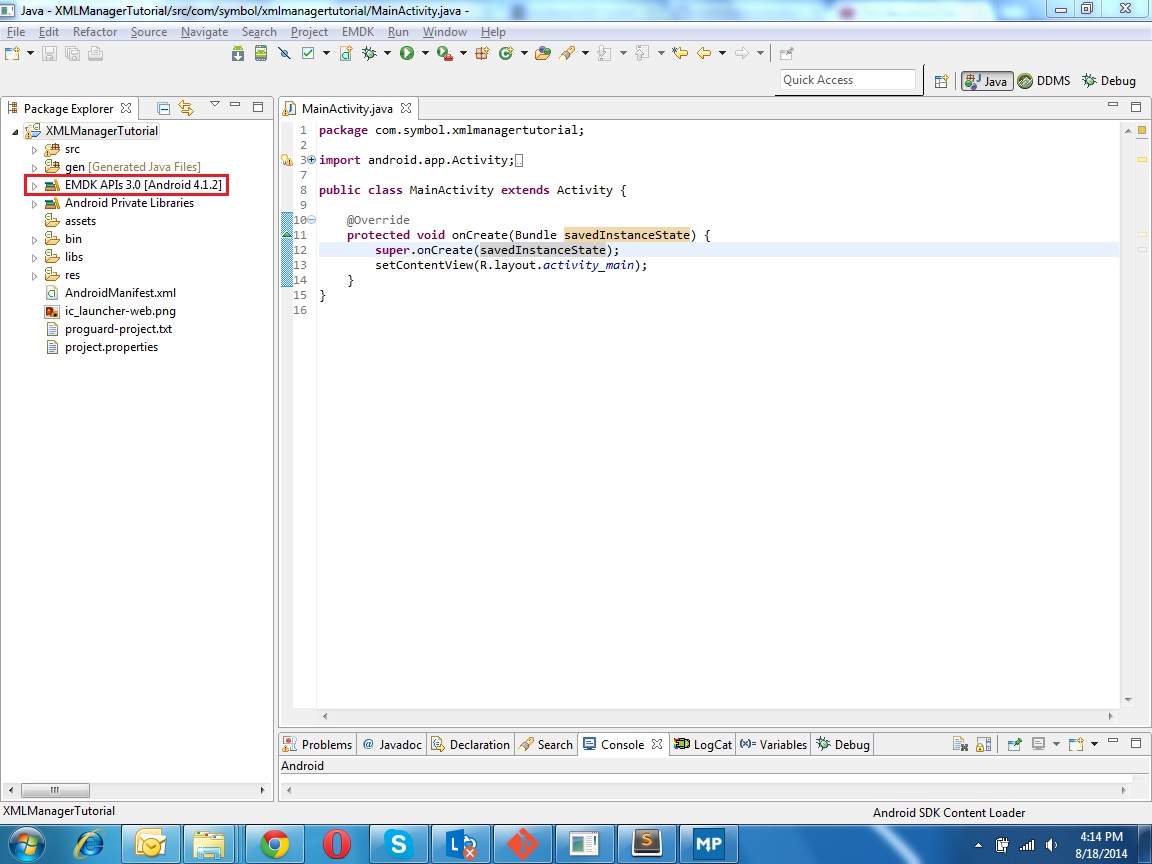 Java - XMLManagerTutorial/src/com/symbol/xmlmanagertutorial/MainActivity.java -
File Edit Refactor Source Navigate Search Project EMDK Run Window Help
Quick Access
Java DDMS Debug
Package Explorer
XMLManagerTutorial
src
gen [Generated Java Files]
EMDK APIs 3.0 [Android 4.1.2]
Android Private Libraries
assets
bin
libs
res
AndroidManifest.xml
ic_launcher-web.png
proguard-project.txt
project.properties
MainActivity.java
1 package com.symbol.xmlmanagertutorial;
2
3 import android.app.Activity;
7
8 public class MainActivity extends Activity {
9
10 @Override
11 protected void onCreate(Bundle savedInstanceState) {
12 super.onCreate(savedInstanceState);
13 setContentView(R.layout.activity_main);
14 }
15 }
16
Problems @ Javadoc Declaration Search Console LogCat (x)= Variables Debug
Android
XMLManagerTutorial
Android SDK Content Loader
S L S MP
4:14 PM
8/18/2014